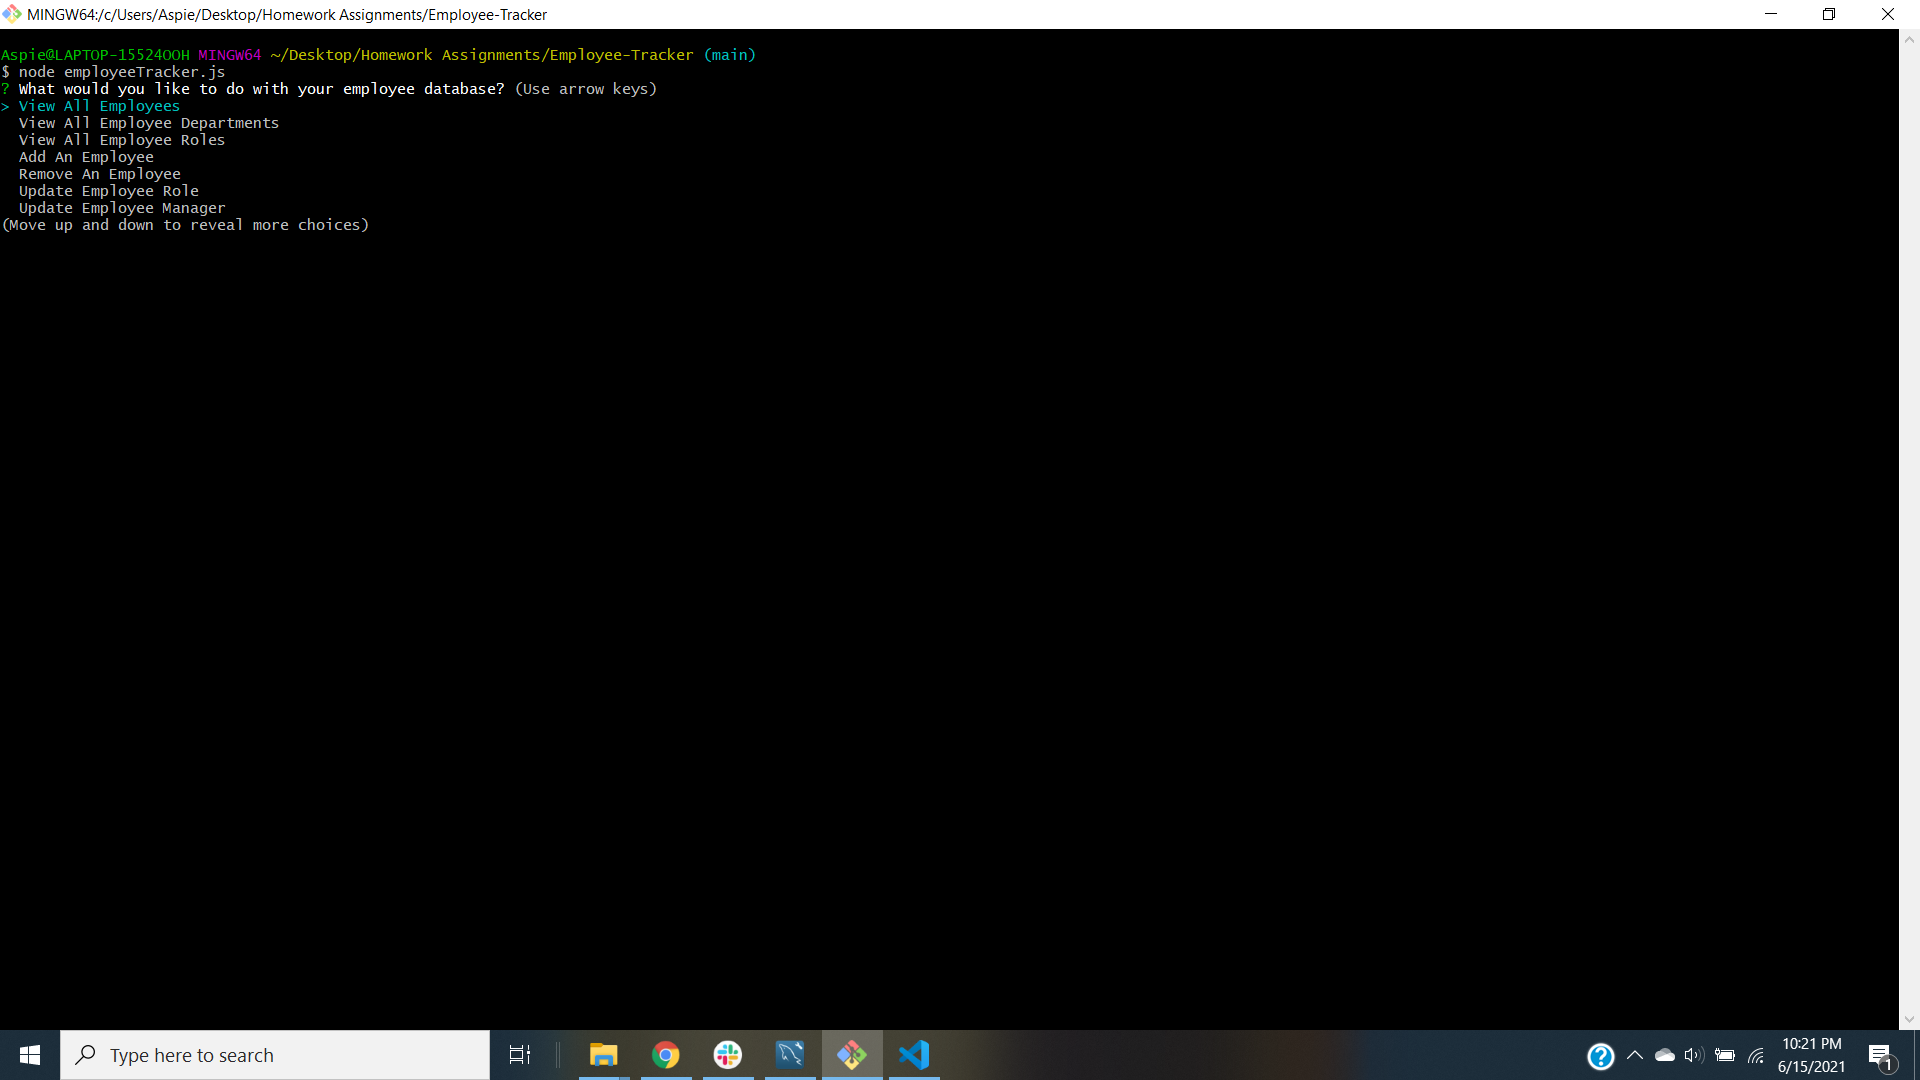 MINGW64:/c/Users/Aspie/Desktop/Homework Assignments/Employee-Tracker
Aspie@LAPTOP-15524OOH MINGW64 ~/Desktop/Homework Assignments/Employee-Tracker (main)
$ node employeeTracker.js
? What would you like to do with your employee database? (Use arrow keys)
> View All Employees
View All Employee Departments
View All Employee Roles
Add An Employee
Remove An Employee
Update Employee Role
Update Employee Manager
(Move up and down to reveal more choices)
Type here to search
10:21 PM
6/15/2021
1